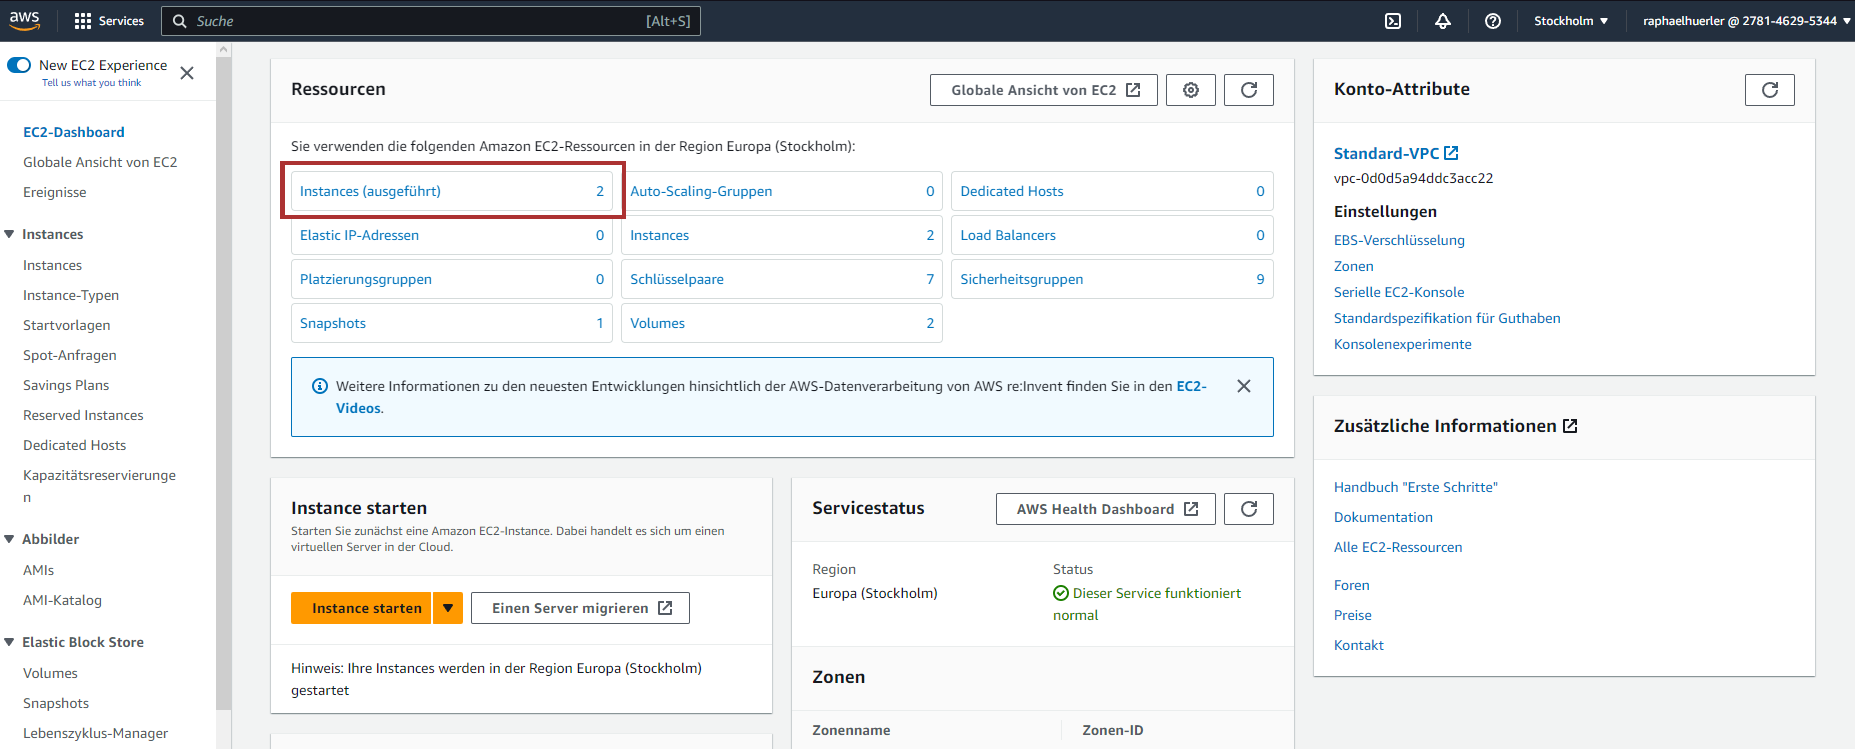 aws
Services
Suche
[Alt+S]
Stockholm
raphaelhuerler @ 2781-4629-5344
New EC2 Experience
Tell us what you think
EC2-Dashboard
Globale Ansicht von EC2
Ereignisse
Instances
Instances
Instance-Typen
Startvorlagen
Spot-Anfragen
Savings Plans
Reserved Instances
Dedicated Hosts
Kapazitätsreservierunge
n
Abbilder
AMIs
AMI-Katalog
Elastic Block Store
Volumes
Snapshots
Lebenszyklus-Manager
Ressourcen
Globale Ansicht von EC2
Sie verwenden die folgenden Amazon EC2-Ressourcen in der Region Europa (Stockholm):
Instances (ausgeführt) 2
Auto-Scaling-Gruppen 0
Dedicated Hosts 0
Elastic IP-Adressen 0
Instances 2
Load Balancers 0
Platzierungsgruppen 0
Schlüsselpaare 7
Sicherheitsgruppen 9
Snapshots 1
Volumes 2
Weitere Informationen zu den neuesten Entwicklungen hinsichtlich der AWS-Datenverarbeitung von AWS re:Invent finden Sie in den EC2-
Videos.
Instance starten
Starten Sie zunächst eine Amazon EC2-Instance. Dabei handelt es sich um einen
virtuellen Server in der Cloud.
Instance starten
Einen Server migrieren
Hinweis: Ihre Instances werden in der Region Europa (Stockholm)
gestartet
Servicestatus
AWS Health Dashboard
Region
Europa (Stockholm)
Status
Dieser Service funktioniert
normal
Zonen
Zonenname
Zonen-ID
Konto-Attribute
Standard-VPC
vpc-0d0d5a94ddc3acc22
Einstellungen
EBS-Verschlüsselung
Zonen
Serielle EC2-Konsole
Standardspezifikation für Guthaben
Konsolenexperimente
Zusätzliche Informationen
Handbuch "Erste Schritte"
Dokumentation
Alle EC2-Ressourcen
Foren
Preise
Kontakt